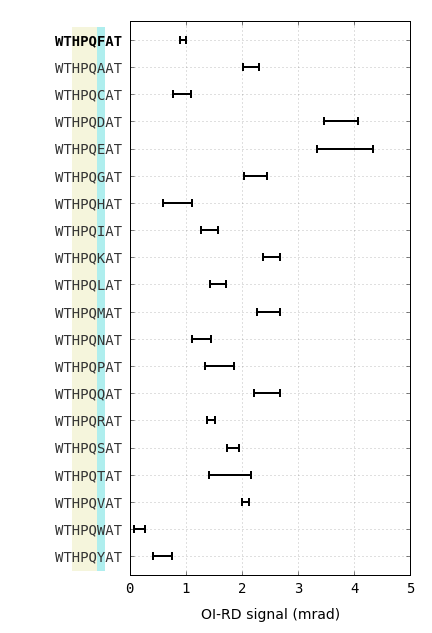 WTHPQFAT
WTHPQAAT
WTHPQCAT
WTHPQDAT
WTHPQEAT
WTHPQGAT
WTHPQHAT
WTHPQIAT
WTHPQKAT
WTHPQLAT
WTHPQMAT
WTHPQNAT
WTHPQPAT
WTHPQQAT
WTHPQRAT
WTHPQSAT
WTHPQTAT
WTHPQVAT
WTHPQWAT
WTHPQYAT
0 1 2 3 4 5
OI-RD signal (mrad)